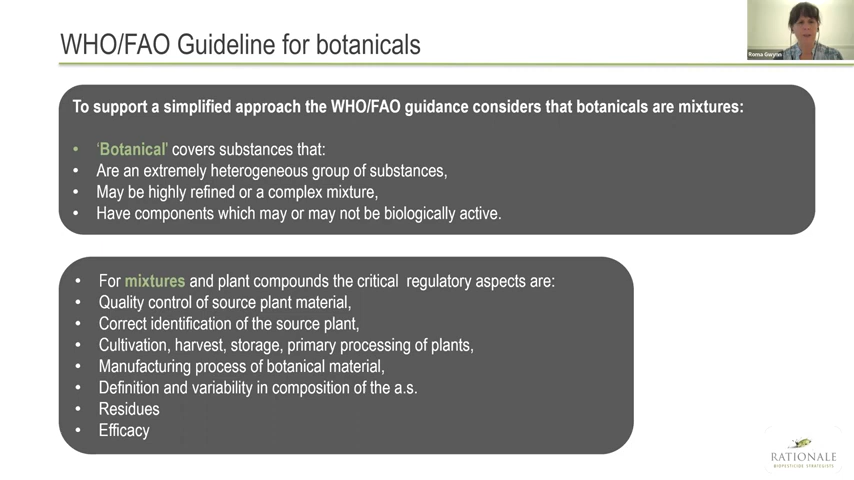 WHO/FAO Guideline for botanicals
Roma Gwynn
To support a simplified approach the WHO/FAO guidance considers that botanicals are mixtures:
• 'Botanical' covers substances that:
• Are an extremely heterogeneous group of substances,
• May be highly refined or a complex mixture,
• Have components which may or may not be biologically active.
• For mixtures and plant compounds the critical regulatory aspects are:
• Quality control of source plant material,
• Correct identification of the source plant,
• Cultivation, harvest, storage, primary processing of plants,
• Manufacturing process of botanical material,
• Definition and variability in composition of the a.s.
• Residues
• Efficacy
RATIONALE
BIOPESTICIDE STRATEGISTS